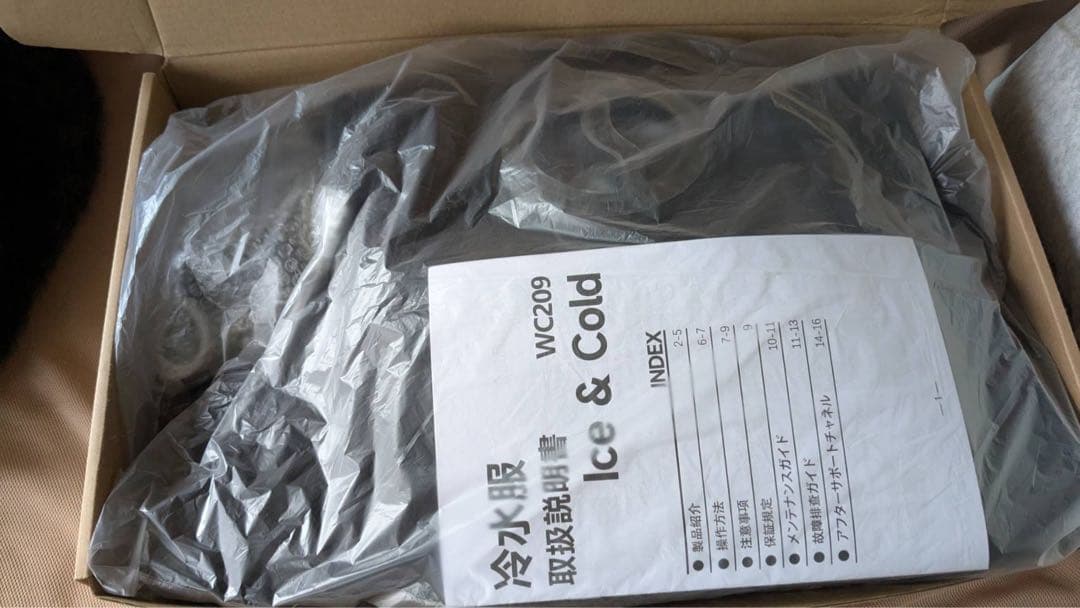 冷水服
取扱説明書 WC209
Ice & Cold
INDEX
● 製品紹介 2-5
● 操作方法 6-7
● 注意事項 7-9
● 保証規定 9
● メンテナンスガイド 10-11
● 故障排查ガイド 11-13
● アフターサポートチャネル 14-16
— 1 —